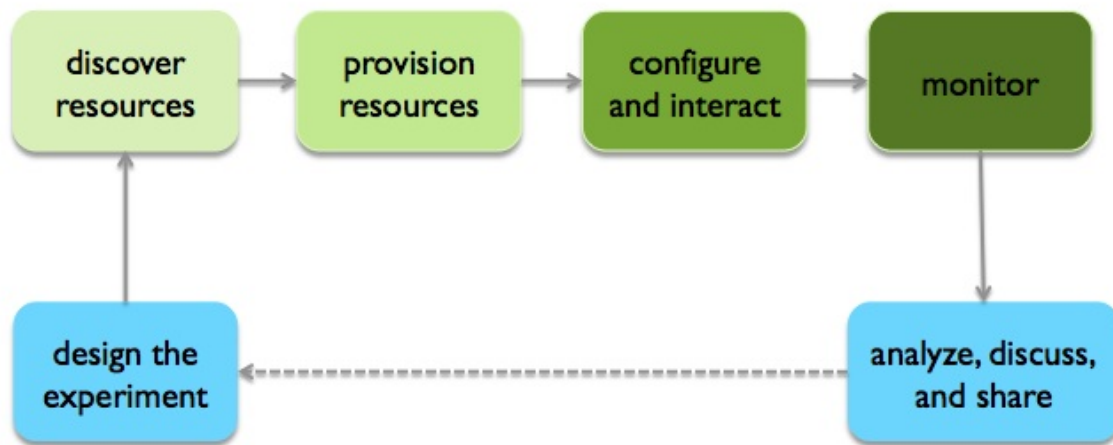 discover
resources
provision
resources
configure
and interact
monitor
design the
experiment
analyze, discuss,
and share